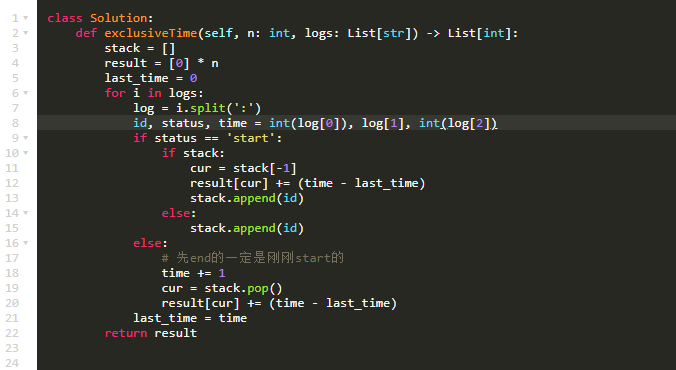 1 class Solution:
2 def exclusiveTime(self, n: int, logs: List[str]) -> List[int]:
3 stack = []
4 result = [0] * n
5 last_time = 0
6 for i in logs:
7 log = i.split(':')
8 id, status, time = int(log[0]), log[1], int(log[2])
9 if status == 'start':
10 if stack:
11 cur = stack[-1]
12 result[cur] += (time - last_time)
13 stack.append(id)
14 else:
15 stack.append(id)
16 else:
17 # 先end的一定是刚刚start的
18 time += 1
19 cur = stack.pop()
20 result[cur] += (time - last_time)
21 last_time = time
22 return result
23
24